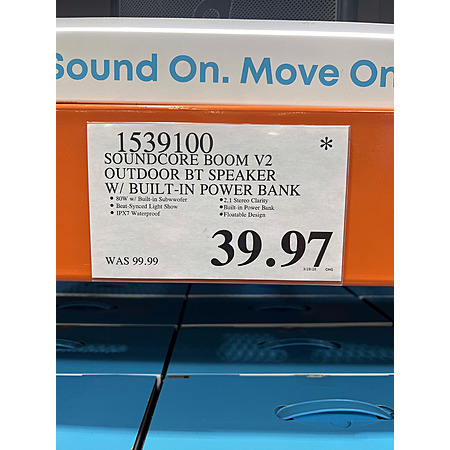 Sound On. Move On
1539100 *
SOUNDCORE BOOM V2
OUTDOOR BT SPEAKER
W/ BUILT-IN POWER BANK
• 80W w/ Built-in Subwoofer •2.1 Stereo Clarity
• Beat-Synced Light Show •Built-in Power Bank
• IPX7 Waterproof •Floatable Design
WAS 99.99 39.97